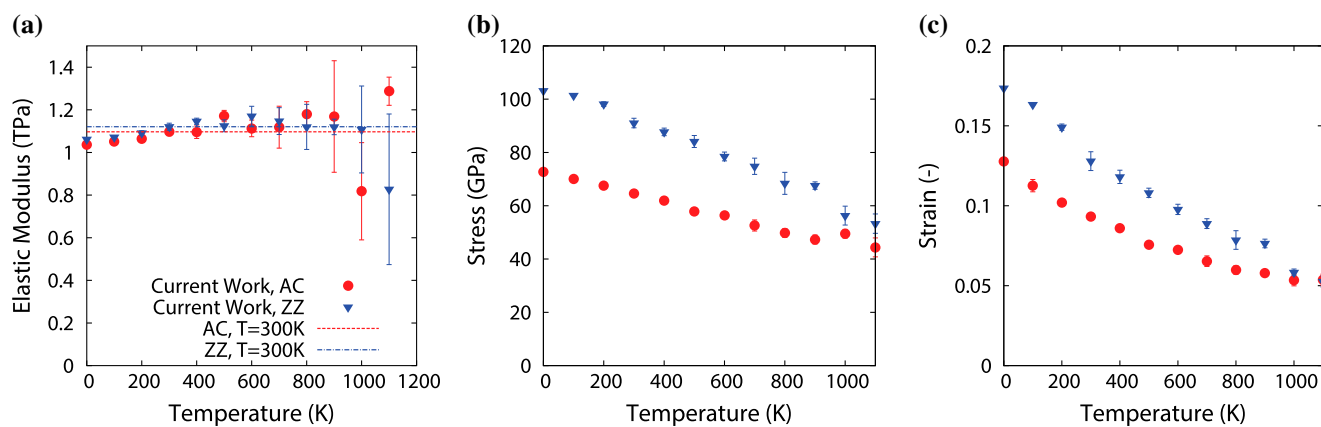 (a)
Elastic Modulus (TPa)
1.4
1.2
1
0.8
0.6
0.4
0.2
0
Current Work, AC
Current Work, ZZ
AC, T=300K
ZZ, T=300K
0 200 400 600 800 1000 1200
Temperature (K)
(b)
Stress (GPa)
120
100
80
60
40
20
0
0 200 400 600 800 1000
Temperature (K)
(c)
Strain (-)
0.2
0.15
0.1
0.05
0
0 200 400 600 800 1000
Temperature (K)